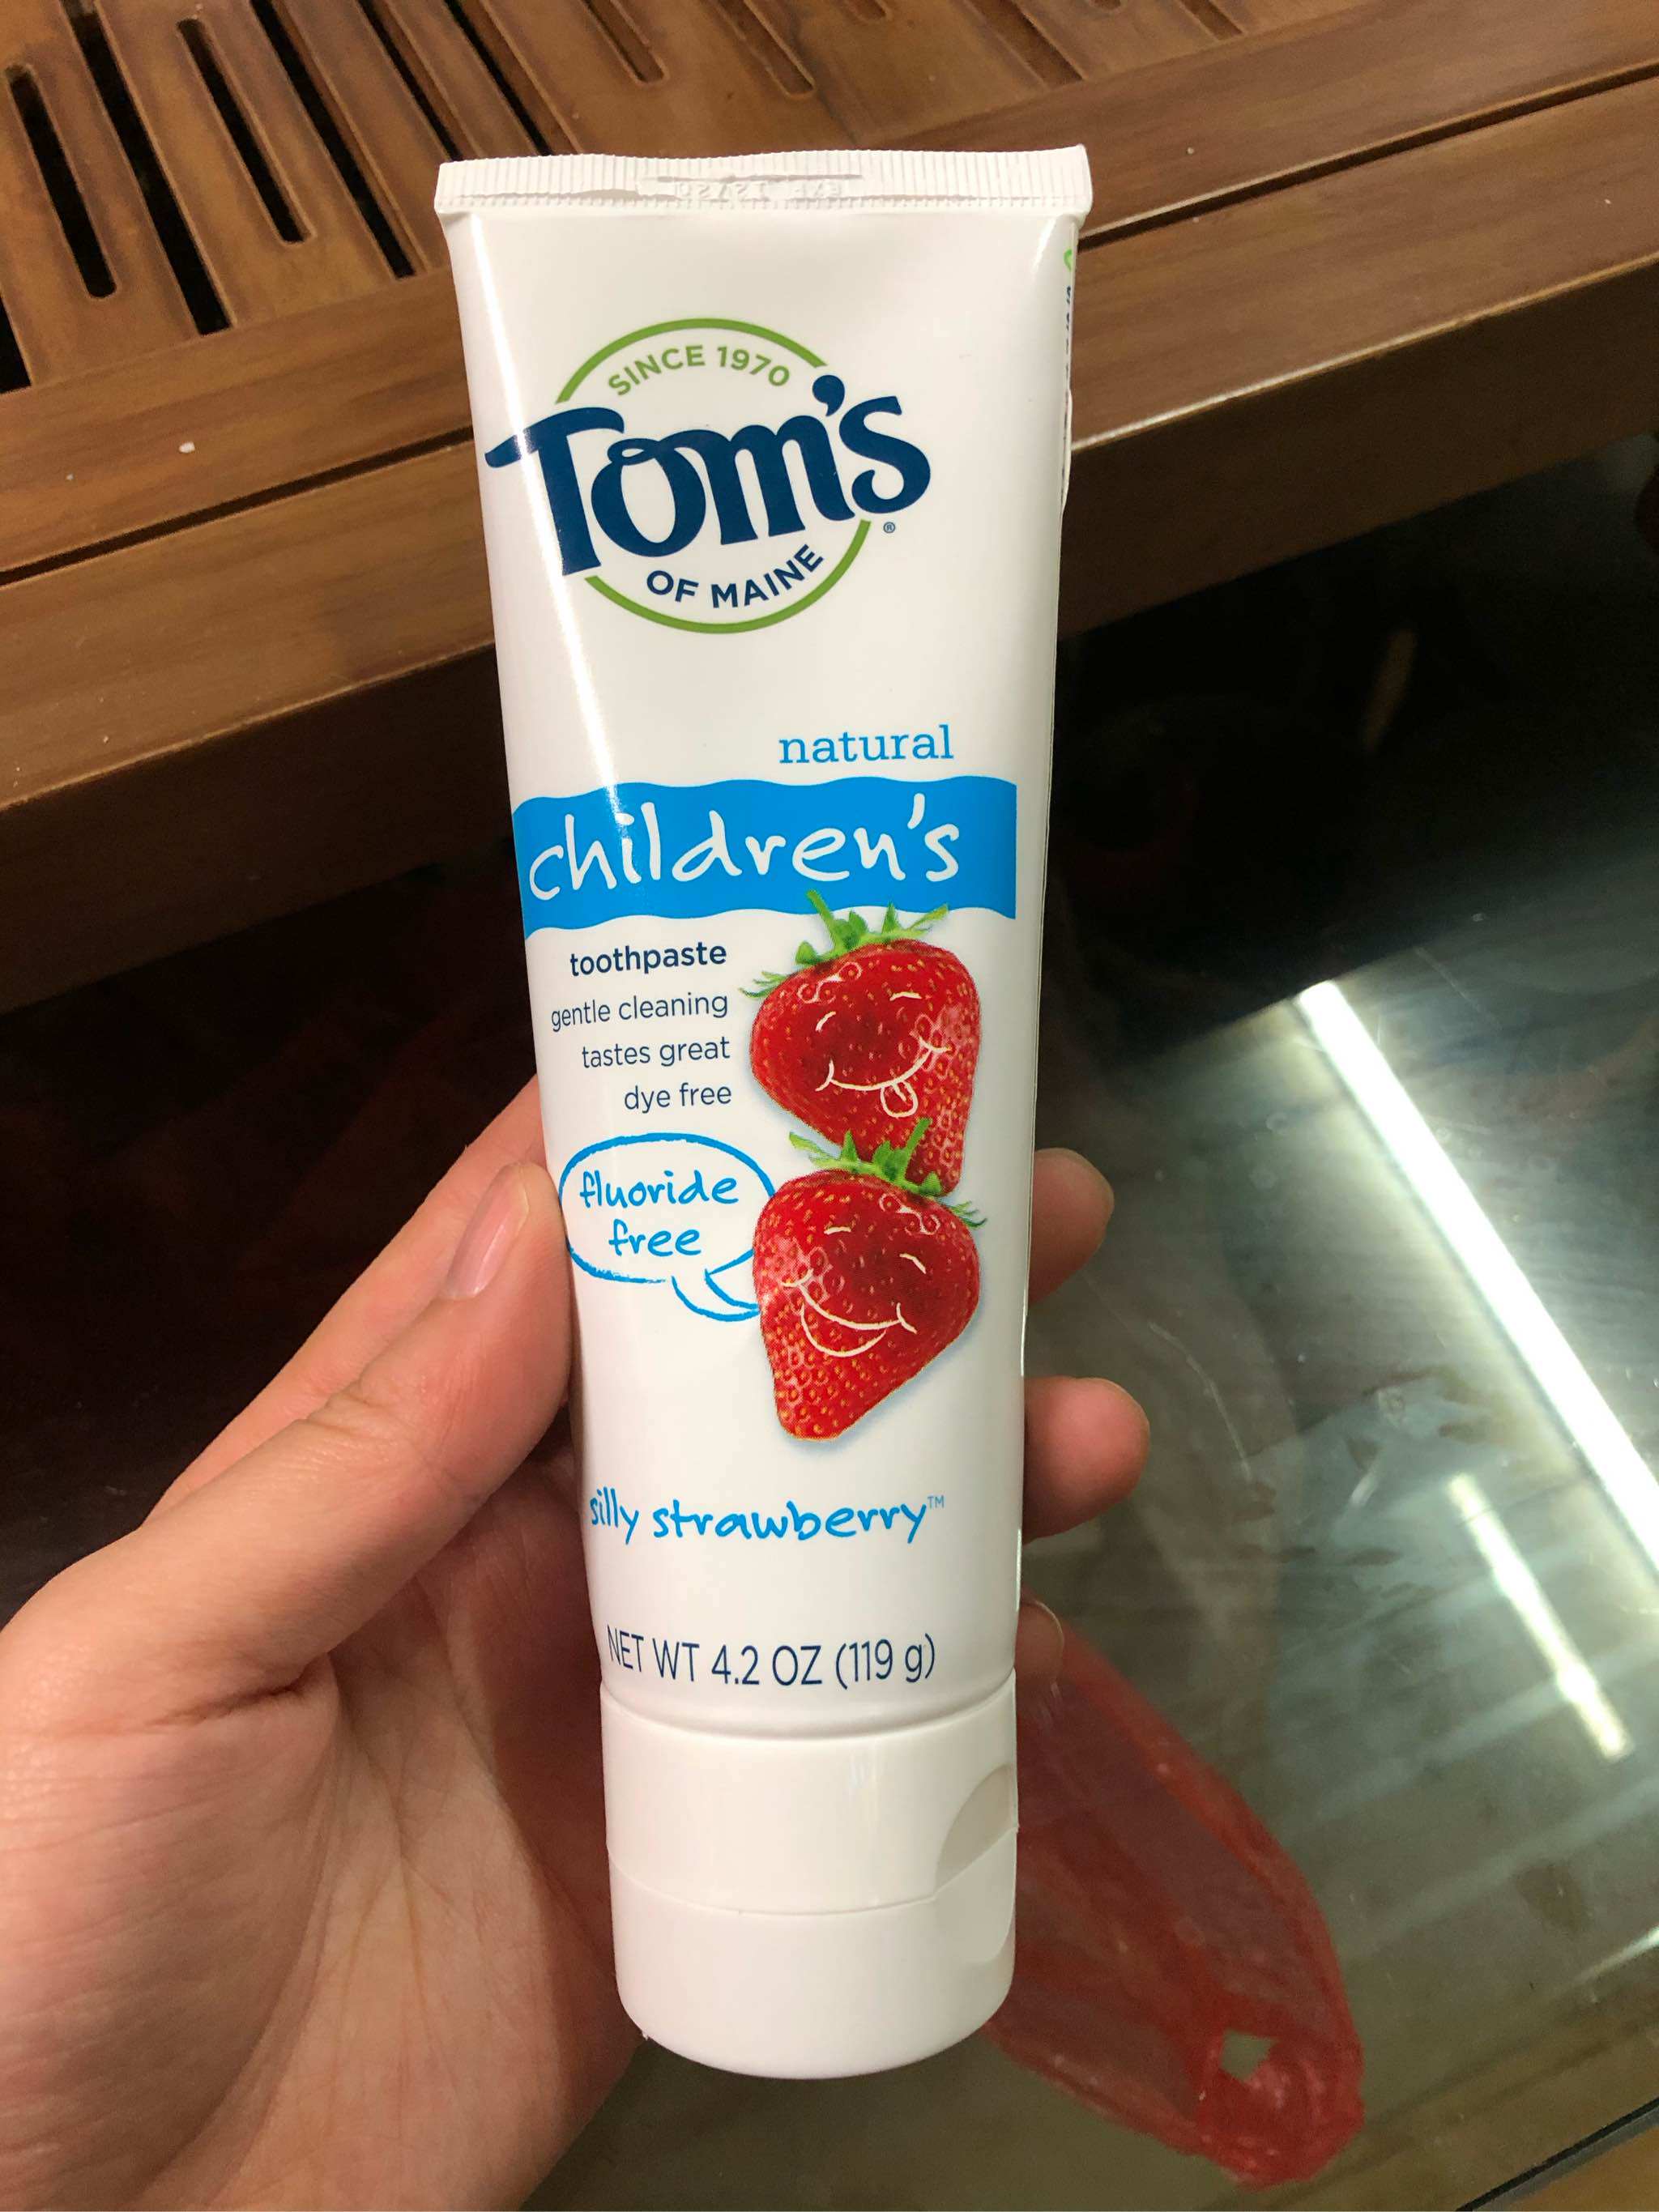 SINCE 1970
Tom's®
OF MAINE
natural
children's
toothpaste
gentle cleaning
tastes great
dye free
fluoride
free
silly strawberry™
NET WT 4.2 OZ (119 g)